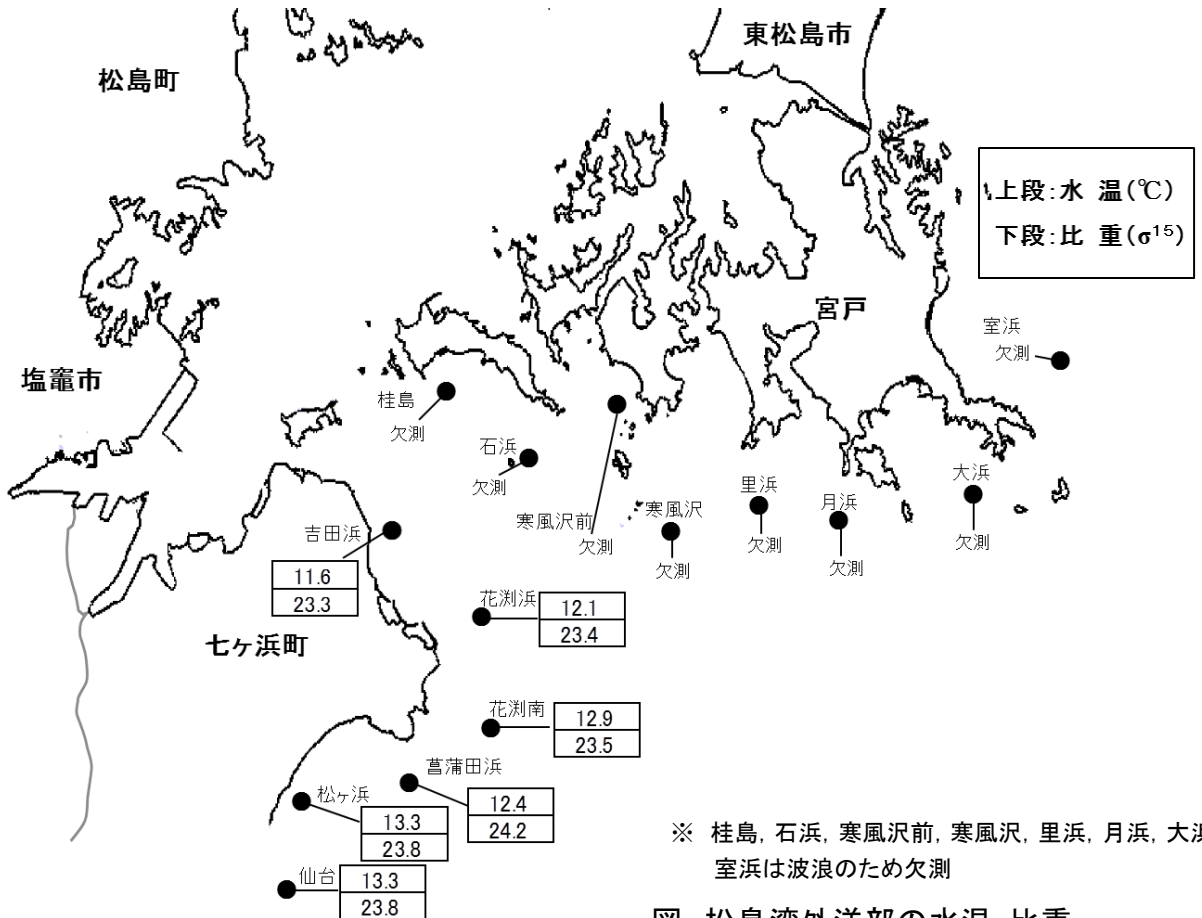 東松島市
松島町
上段:水 温(℃)
下段:比 重(σ¹⁵)
宮戸
室浜
欠測
塩竈市
桂島
欠測
石浜
欠測
寒風沢前
欠測
寒風沢
欠測
里浜
欠測
月浜
欠測
大浜
欠測
吉田浜
11.6
23.3
花渕浜
12.1
23.4
七ヶ浜町
花渕南
12.9
23.5
菖蒲田浜
12.4
24.2
松ヶ浜
13.3
23.8
仙台
13.3
23.8
※ 桂島, 石浜, 寒風沢前, 寒風沢, 里浜, 月浜, 大浜
室浜は波浪のため欠測
図 松島湾外洋部の水温 比重